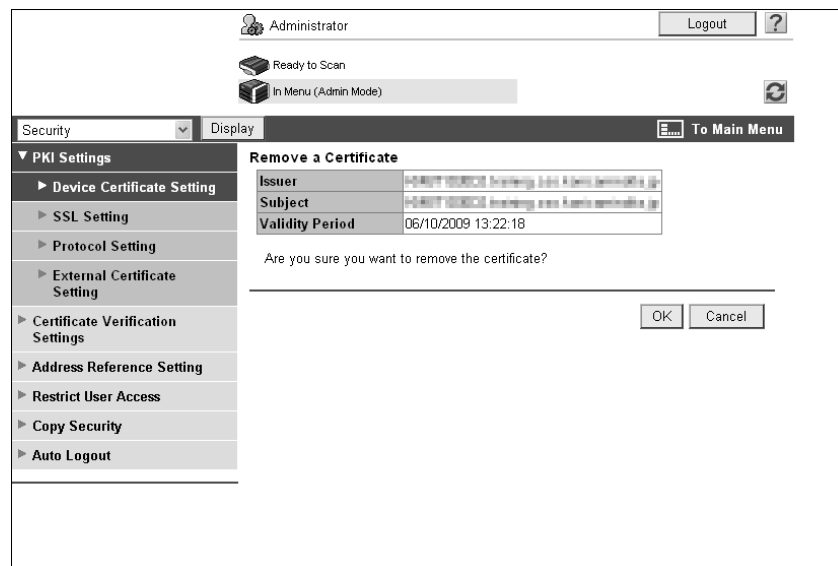 Administrator
Logout
?
Ready to Scan
In Menu (Admin Mode)
Security
Display
To Main Menu
PKI Settings
Device Certificate Setting
SSL Setting
Protocol Setting
External Certificate
Setting
Certificate Verification
Settings
Address Reference Setting
Restrict User Access
Copy Security
Auto Logout
Remove a Certificate
Issuer
Subject
Validity Period 06/10/2009 13:22:18
Are you sure you want to remove the certificate?
OK Cancel